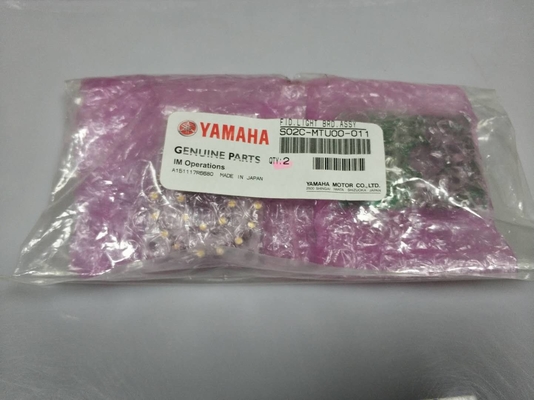 FID.LIGHT BRD.ASSY
YAMAHA
S02C-MTU00-011
GENUINE PARTS
QTY: 2
IM Operations
A151117R6680 MADE IN JAPAN
YAMAHA MOTOR CO., LTD.